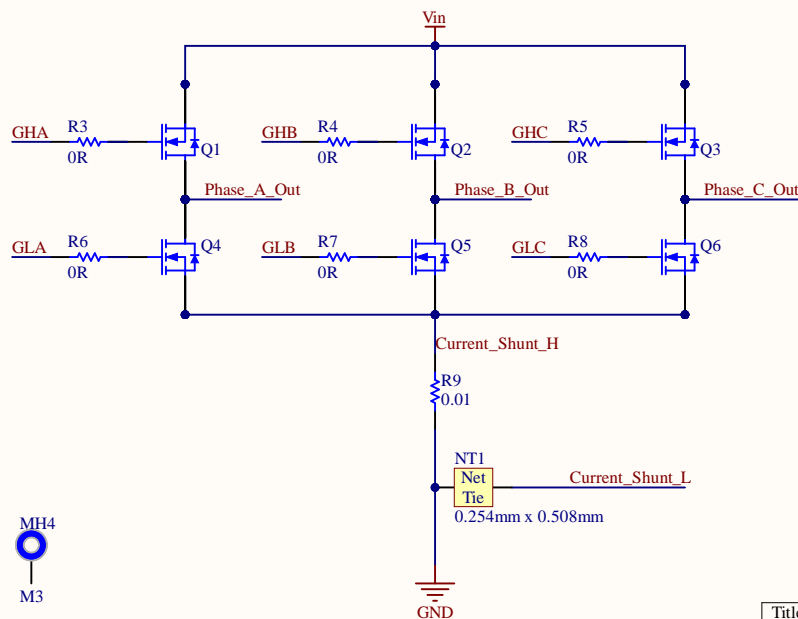 Vin
GHA
R3
0R
Q1
GHB
R4
0R
Q2
GHC
R5
0R
Q3
Phase_A_Out
Phase_B_Out
Phase_C_Out
GLA
R6
0R
Q4
GLB
R7
0R
Q5
GLC
R8
0R
Q6
Current_Shunt_H
R9
0.01
NT1
Net
Tie
Current_Shunt_L
0.254mm x 0.508mm
MH4
M3
GND
Title